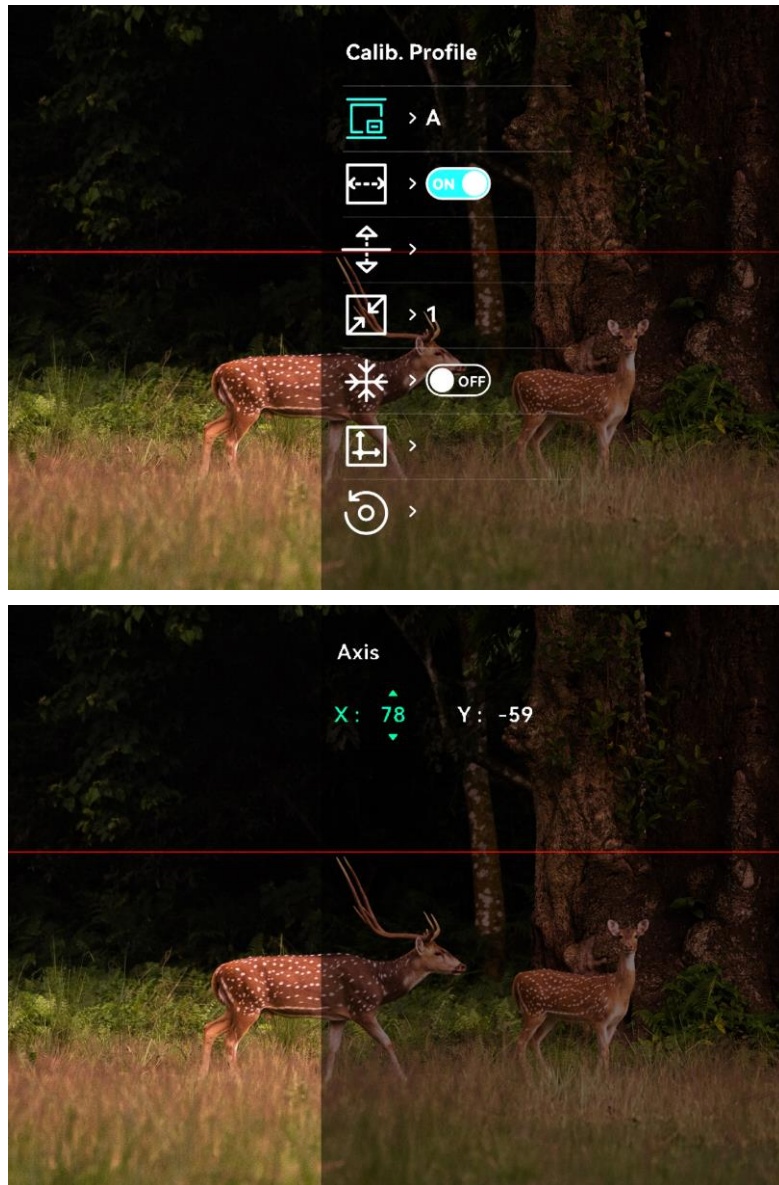 Calib. Profile
> A
> ON
>
> 1
> OFF
>
>
Axis
X : 78 Y : -59